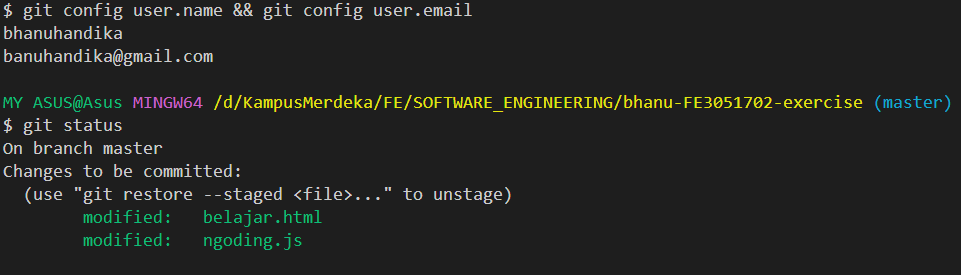 $ git config user.name && git config user.email
bhanuhandika
banuhandika@gmail.com
MY ASUS@Asus MINGW64 /d/KampusMerdeka/FE/SOFTWARE_ENGINEERING/bhanu-FE3051702-exercise (master)
$ git status
On branch master
Changes to be committed:
  (use "git restore --staged <file>..." to unstage)
        modified:   belajar.html
        modified:   ngoding.js